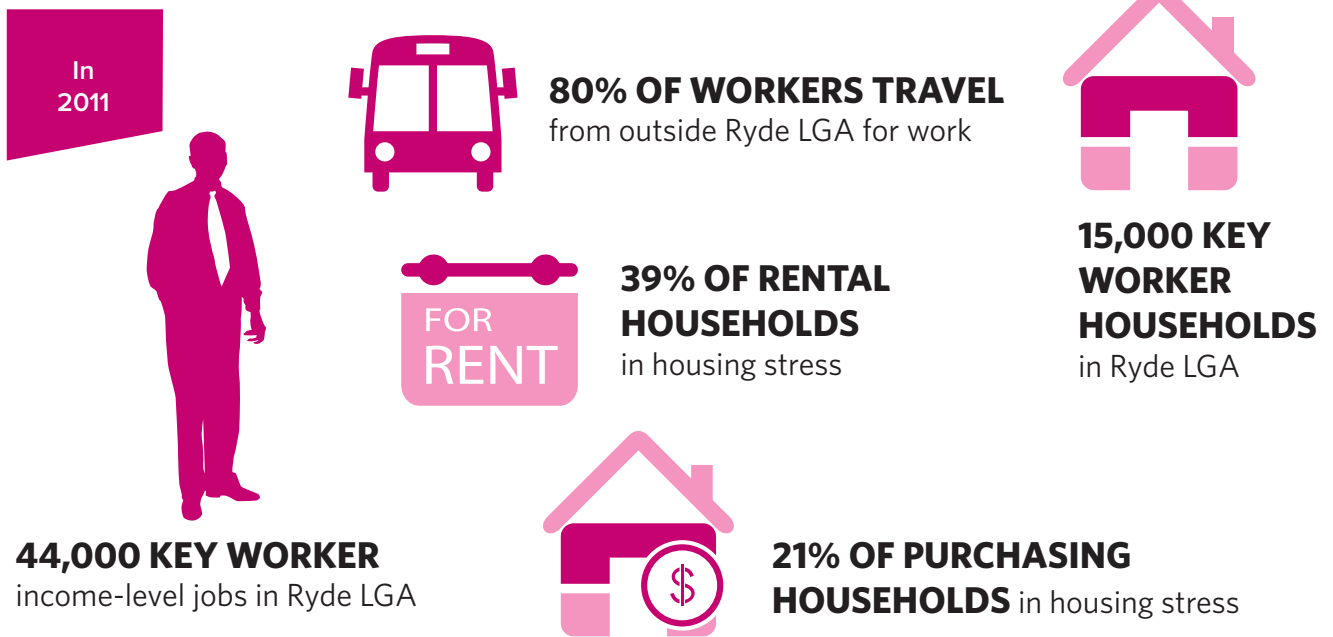 In
2011
80% OF WORKERS TRAVEL
from outside Ryde LGA for work
15,000 KEY
WORKER
HOUSEHOLDS
in Ryde LGA
FOR
RENT
39% OF RENTAL
HOUSEHOLDS
in housing stress
44,000 KEY WORKER
income-level jobs in Ryde LGA
$
21% OF PURCHASING
HOUSEHOLDS in housing stress